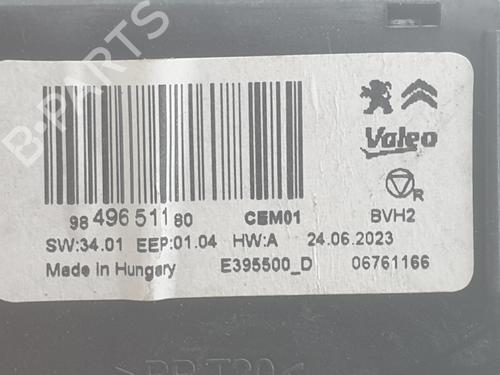 B-PARTS
Valeo
R
98 496 511 80 CEM01 BVH2
SW:34.01 EEP:01.04 HW:A 24.06.2023
Made in Hungary E395500_D 06761166